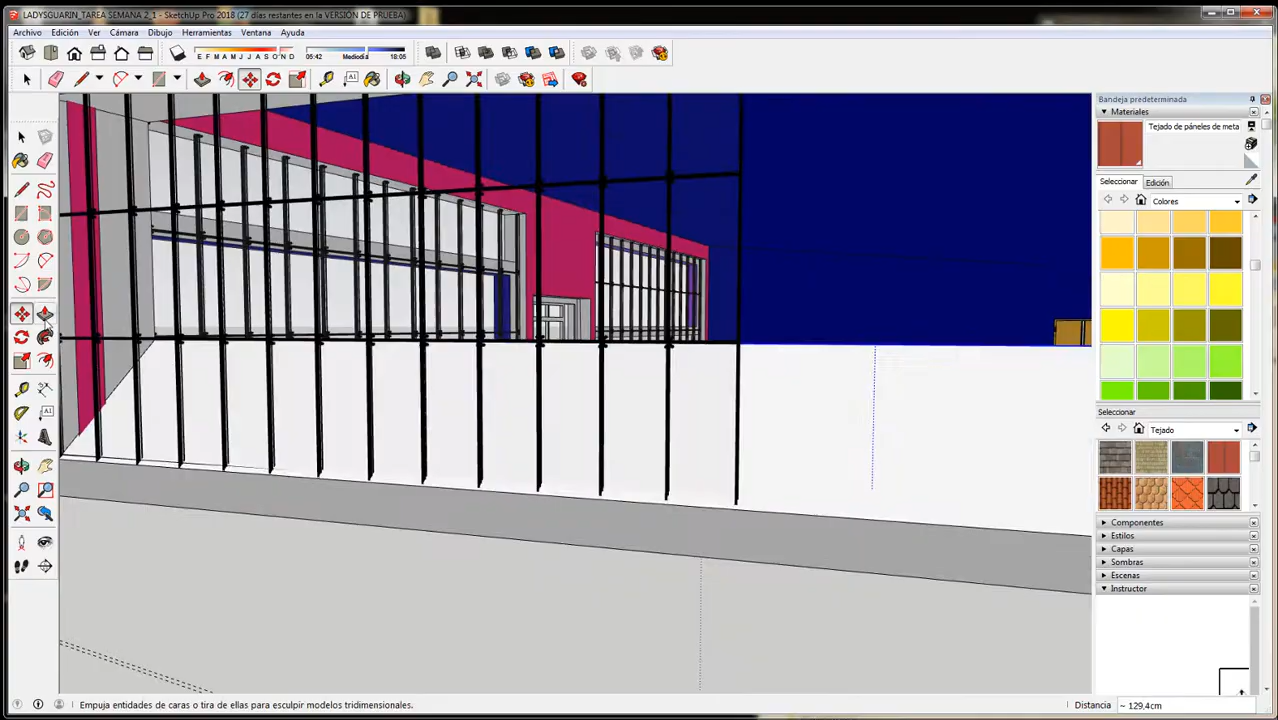 LADYSGUARIN_TAREA SEMANA 2_1 - SketchUp Pro 2018 (27 días restantes en la VERSIÓN DE PRUEBA)
Archivo Edición Ver Cámara Dibujo Herramientas Ventana Ayuda
E F M A M J J A S O N D 05:42 Mediodía 18:05
A1
Bandeja predeterminada
Materiales
Tejado de páneles de meta
Seleccionar Edición
Colores
A1
Seleccionar
Tejado
Componentes
Estilos
Capas
Sombras
Escenas
Instructor
Empuja entidades de caras o tira de ellas para esculpir modelos tridimensionales.
Distancia ~ 129,4cm